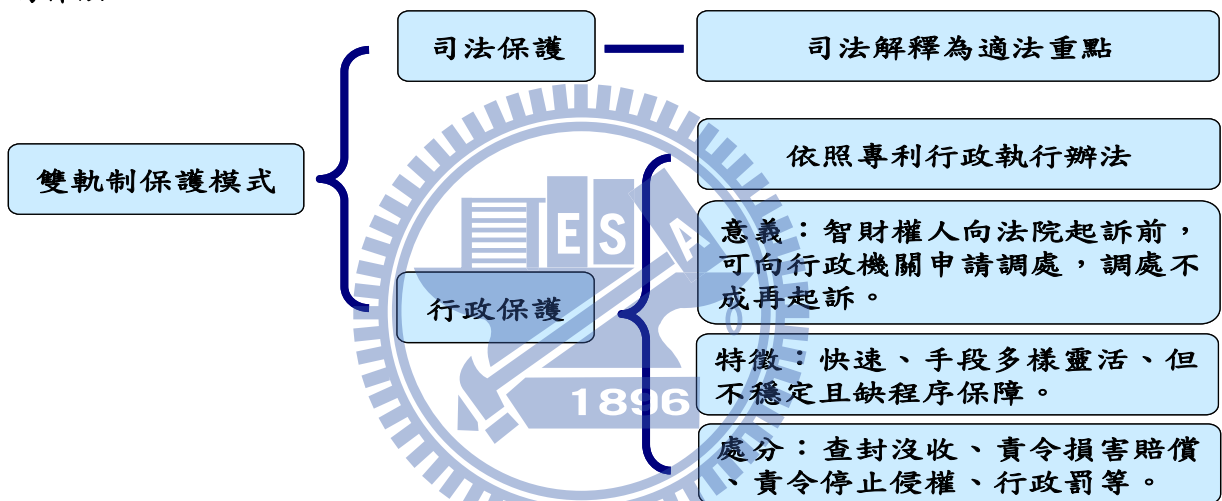 司法保護
司法解釋為適法重點
雙軌制保護模式
行政保護
依照專利行政執行辦法
意義：智財權人向法院起訴前，
可向行政機關申請調處，調處不
成再起訴。
特徵：快速、手段多樣靈活、但
不穩定且缺程序保障。
處分：查封沒收、責令損害賠償
、責令停止侵權、行政罰等。
ES
A
1896